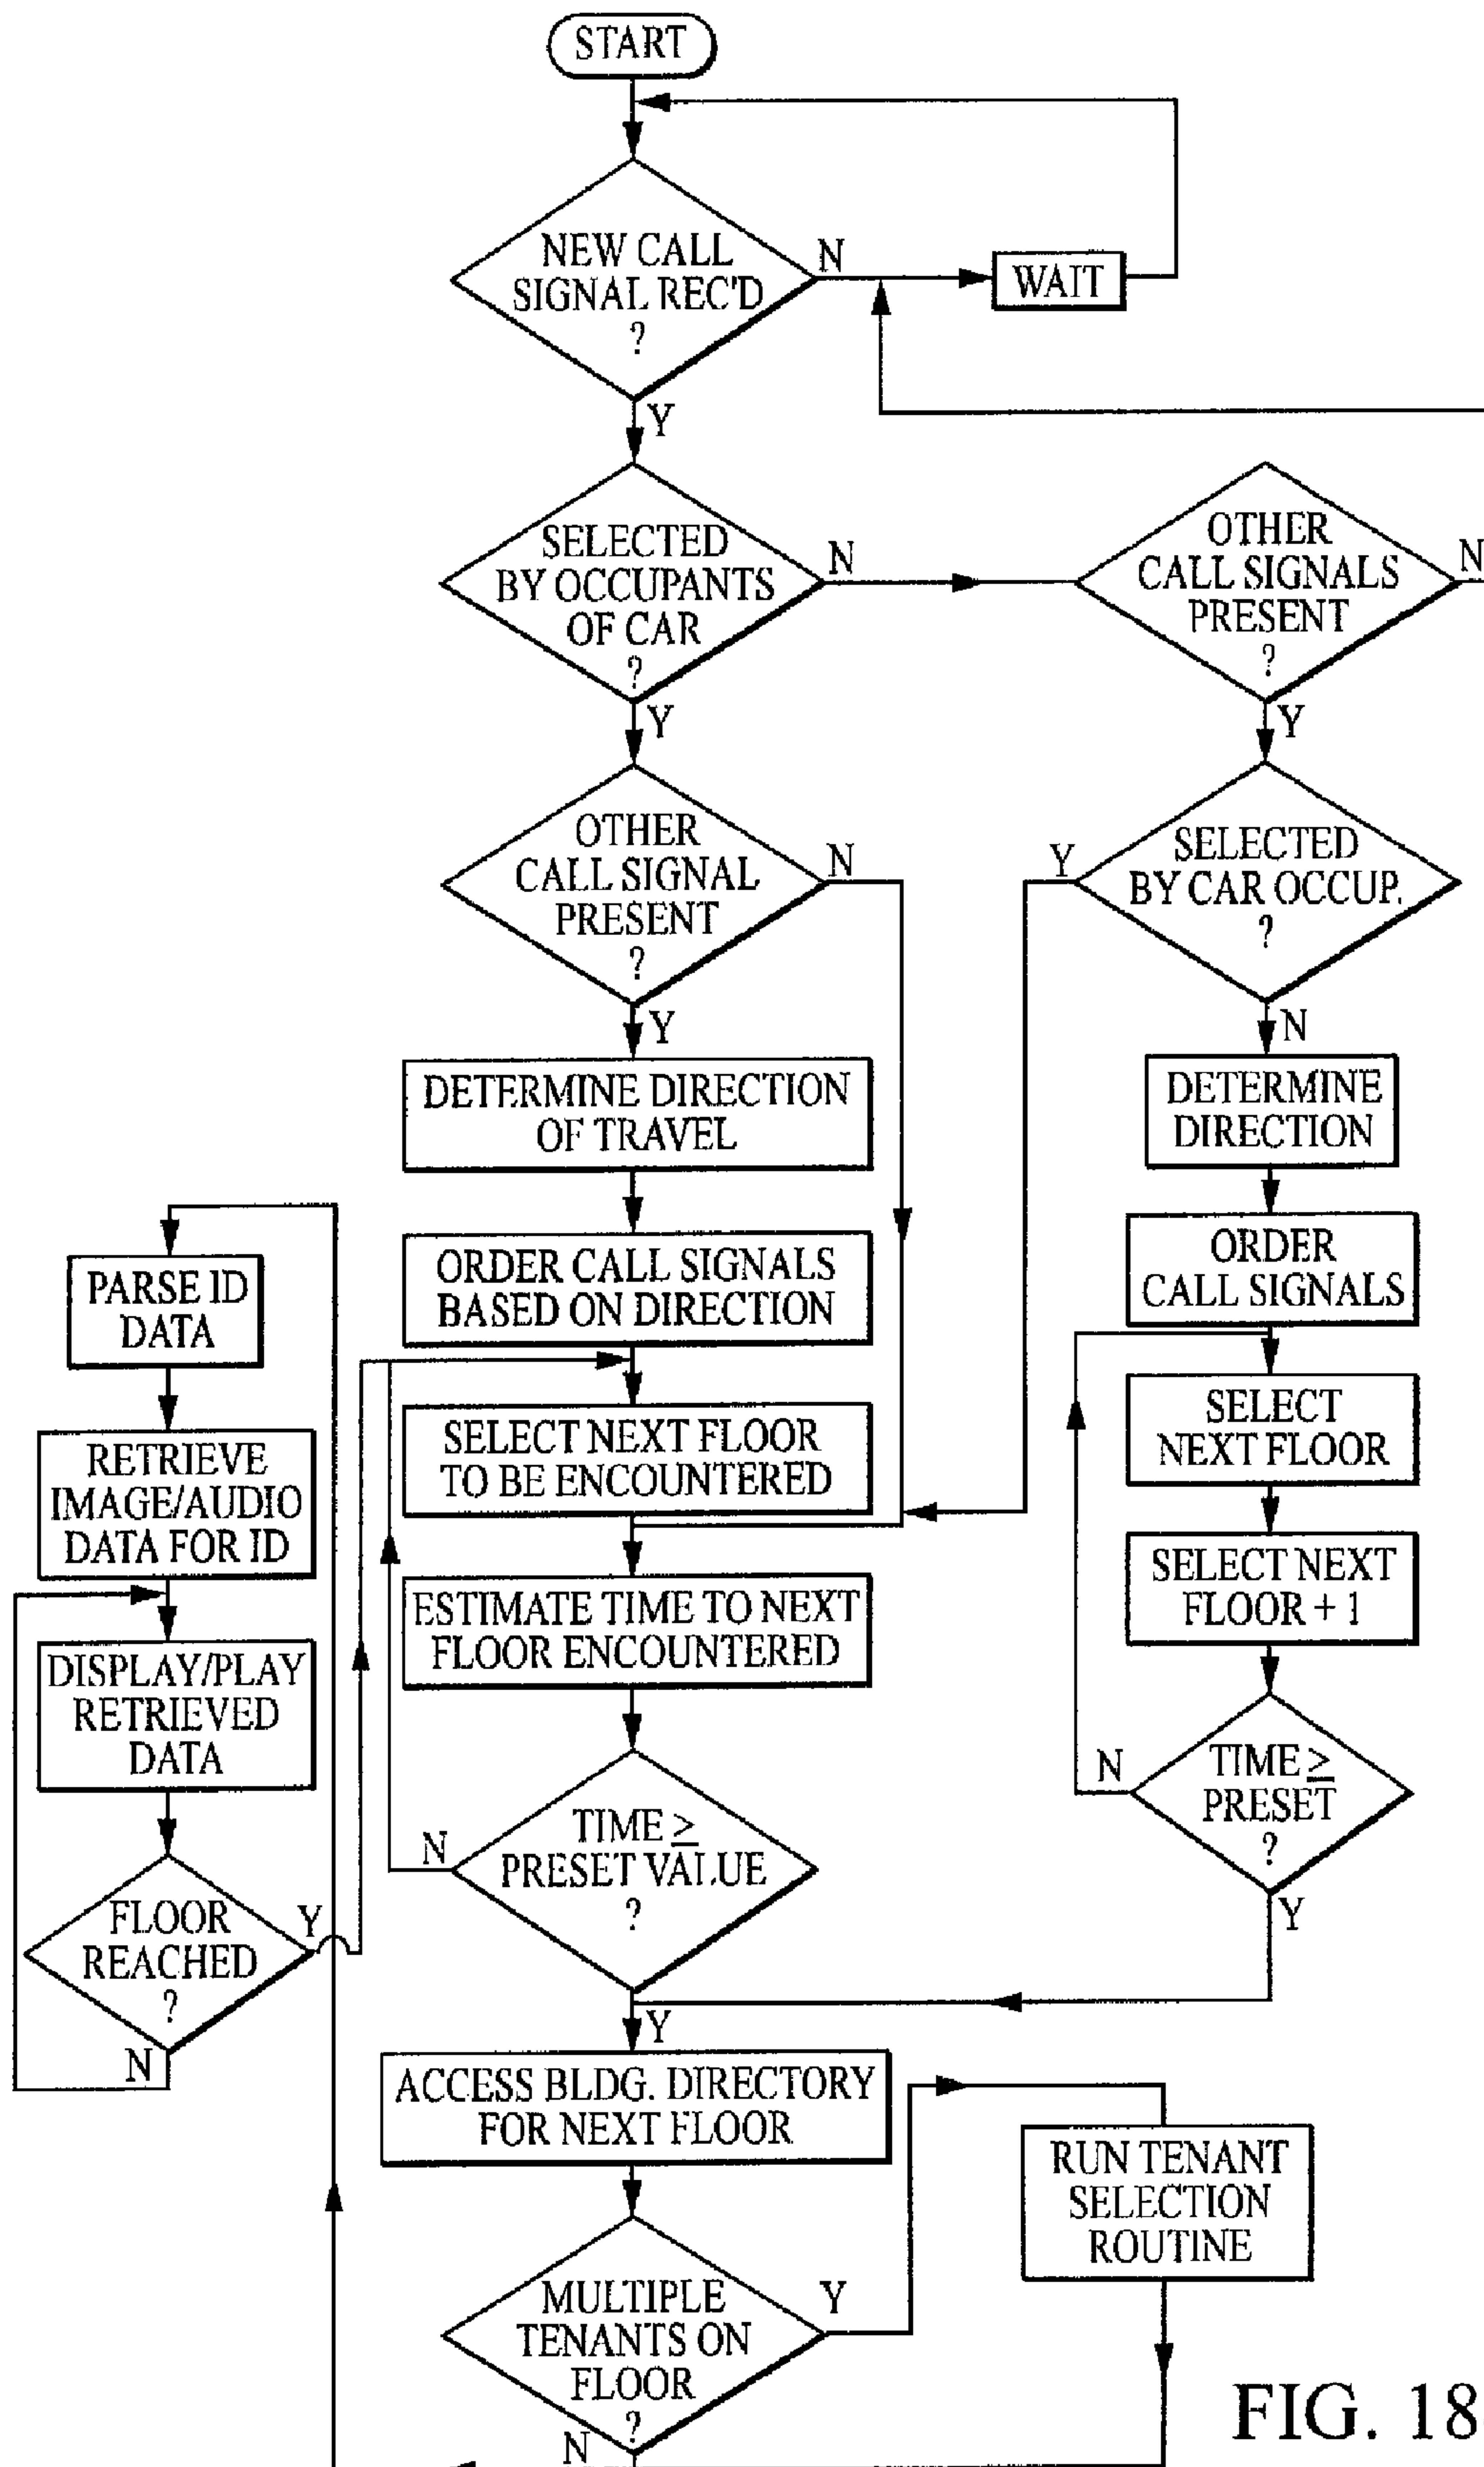 START
NEW CALL
SIGNAL REC'D
?
N
WAIT
Y
SELECTED
BY OCCUPANTS
OF CAR
?
N
OTHER
CALL SIGNALS
PRESENT
?
N
Y
Y
OTHER
CALL SIGNAL
PRESENT
?
N
Y
SELECTED
BY CAR OCCUP.
?
Y
N
DETERMINE DIRECTION
OF TRAVEL
DETERMINE
DIRECTION
ORDER CALL SIGNALS
BASED ON DIRECTION
ORDER
CALL SIGNALS
PARSE ID
DATA
SELECT NEXT FLOOR
TO BE ENCOUNTERED
SELECT
NEXT FLOOR
RETRIEVE
IMAGE/AUDIO
DATA FOR ID
SELECT NEXT
FLOOR + 1
ESTIMATE TIME TO NEXT
FLOOR ENCOUNTERED
DISPLAY/PLAY
RETRIEVED
DATA
TIME ≥
PRESET
?
N
Y
TIME ≥
PRESET VALUE
?
N
Y
FLOOR
REACHED
?
Y
N
ACCESS BLDG. DIRECTORY
FOR NEXT FLOOR
RUN TENANT
SELECTION
ROUTINE
MULTIPLE
TENANTS ON
FLOOR
?
Y
N
FIG. 18